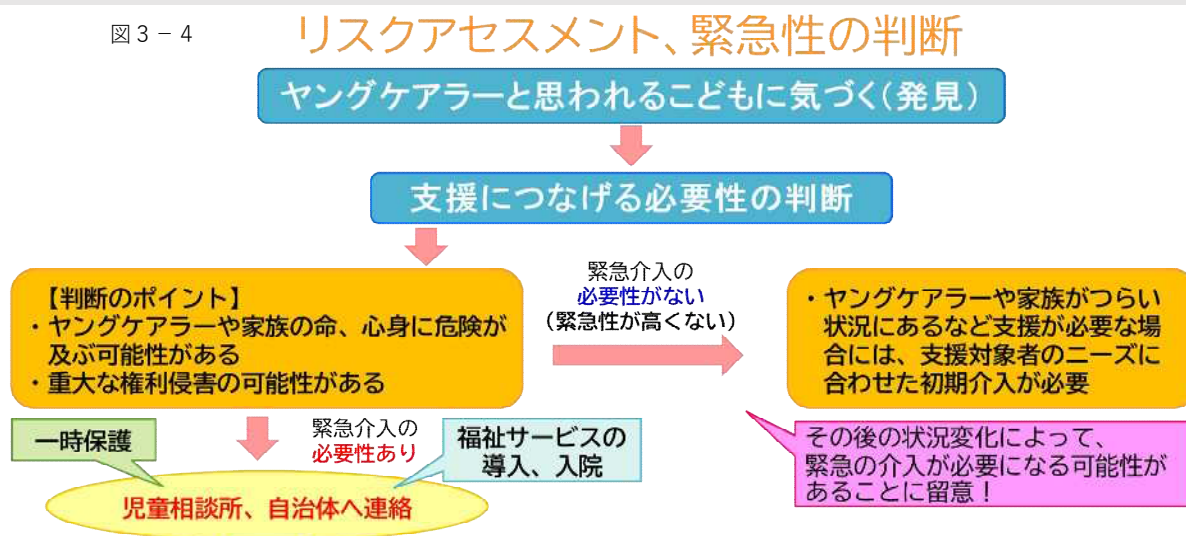 図3-4
リスクアセスメント、緊急性の判断
ヤングケアラーと思われるこどもに気づく(発見)
支援につなげる必要性の判断
【判断のポイント】
・ヤングケアラーや家族の命、心身に危険が
及ぶ可能性がある
・重大な権利侵害の可能性がある
緊急介入の
必要性がない
(緊急性が高くない)
・ヤングケアラーや家族がつらい
状況にあるなど支援が必要な場
合には、支援対象者のニーズに
合わせた初期介入が必要
一時保護
緊急介入の
必要性あり
福祉サービスの
導入、入院
児童相談所、自治体へ連絡
その後の状況変化によって、
緊急の介入が必要になる可能性が
あることに留意!